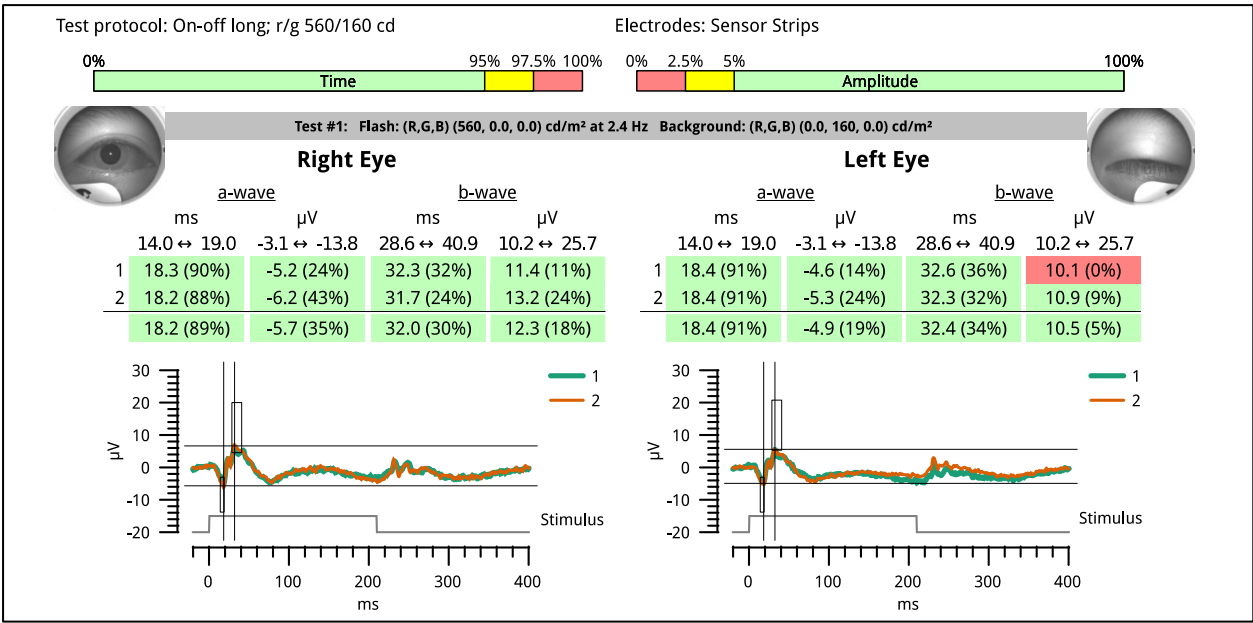 Test protocol: On-off long; r/g 560/160 cd
Electrodes: Sensor Strips
0% 95% 97.5% 100%
Time
0% 2.5% 5% 100%
Amplitude
Test #1: Flash: (R,G,B) (560, 0.0, 0.0) cd/m² at 2.4 Hz Background: (R,G,B) (0.0, 160, 0.0) cd/m²
Right Eye
a-wave b-wave
ms µV ms µV
14.0 ↔ 19.0 -3.1 ↔ -13.8 28.6 ↔ 40.9 10.2 ↔ 25.7
1 18.3 (90%) -5.2 (24%) 32.3 (32%) 11.4 (11%)
2 18.2 (88%) -6.2 (43%) 31.7 (24%) 13.2 (24%)
18.2 (89%) -5.7 (35%) 32.0 (30%) 12.3 (18%)
30
20
10
0
-10
-20
µV
1
2
Stimulus
0 100 200 300 400
ms
Left Eye
a-wave b-wave
ms µV ms µV
14.0 ↔ 19.0 -3.1 ↔ -13.8 28.6 ↔ 40.9 10.2 ↔ 25.7
1 18.4 (91%) -4.6 (14%) 32.6 (36%) 10.1 (0%)
2 18.4 (91%) -5.3 (24%) 32.3 (32%) 10.9 (9%)
18.4 (91%) -4.9 (19%) 32.4 (34%) 10.5 (5%)
30
20
10
0
-10
-20
µV
1
2
Stimulus
0 100 200 300 400
ms